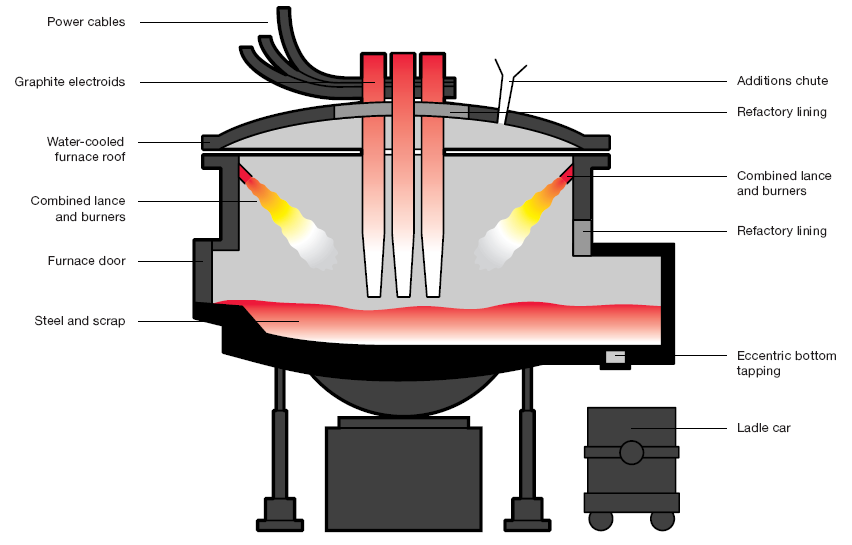 Power cables
Graphite electroids
Water-cooled
furnace roof
Combined lance
and burners
Furnace door
Steel and scrap
Additions chute
Refactory lining
Combined lance
and burners
Refactory lining
Eccentric bottom
tapping
Ladle car